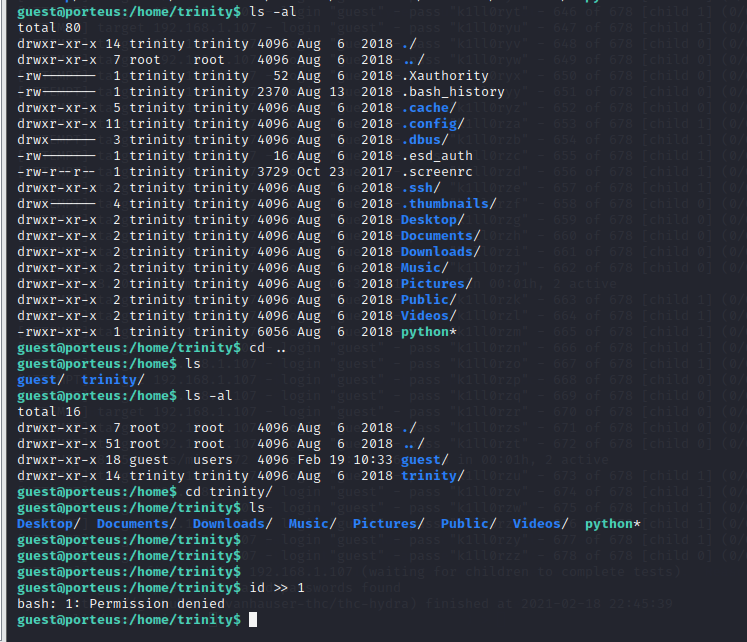 guest@porteus:/home/trinity$ ls -al
total 80
drwxr-xr-x 14 trinity trinity 4096 Aug  6  2018 ./
drwxr-xr-x  7 root    root    4096 Aug  6  2018 ../
-rw-------  1 trinity trinity   52 Aug  6  2018 .Xauthority
-rw-------  1 trinity trinity 2370 Aug 13  2018 .bash_history
drwxr-xr-x  5 trinity trinity 4096 Aug  6  2018 .cache/
drwxr-xr-x 11 trinity trinity 4096 Aug  6  2018 .config/
drwx------  3 trinity trinity 4096 Aug  6  2018 .dbus/
-rw-------  1 trinity trinity   16 Aug  6  2018 .esd_auth
-rw-r--r--  1 trinity trinity 3729 Oct 23  2017 .screenrc
drwxr-xr-x  2 trinity trinity 4096 Aug  6  2018 .ssh/
drwx------  4 trinity trinity 4096 Aug  6  2018 .thumbnails/
drwxr-xr-x  2 trinity trinity 4096 Aug  6  2018 Desktop/
drwxr-xr-x  2 trinity trinity 4096 Aug  6  2018 Documents/
drwxr-xr-x  2 trinity trinity 4096 Aug  6  2018 Downloads/
drwxr-xr-x  2 trinity trinity 4096 Aug  6  2018 Music/
drwxr-xr-x  2 trinity trinity 4096 Aug  6  2018 Pictures/
drwxr-xr-x  2 trinity trinity 4096 Aug  6  2018 Public/
drwxr-xr-x  2 trinity trinity 4096 Aug  6  2018 Videos/
-rwxr-xr-x  1 trinity trinity 6056 Aug  6  2018 python*
guest@porteus:/home/trinity$ cd ..
guest@porteus:/home$ ls
guest/  trinity/
guest@porteus:/home$ ls -al
total 16
drwxr-xr-x  7 root    root    4096 Aug  6  2018 ./
drwxr-xr-x 51 root    root    4096 Aug  6  2018 ../
drwxr-xr-x 18 guest   users   4096 Feb 19 10:33 guest/
drwxr-xr-x 14 trinity trinity 4096 Aug  6  2018 trinity/
guest@porteus:/home$ cd trinity/
guest@porteus:/home/trinity$ ls
Desktop/  Documents/  Downloads/  Music/  Pictures/  Public/  Videos/  python*
guest@porteus:/home/trinity$
guest@porteus:/home/trinity$
guest@porteus:/home/trinity$
guest@porteus:/home/trinity$ id >> 1
bash: 1: Permission denied
guest@porteus:/home/trinity$